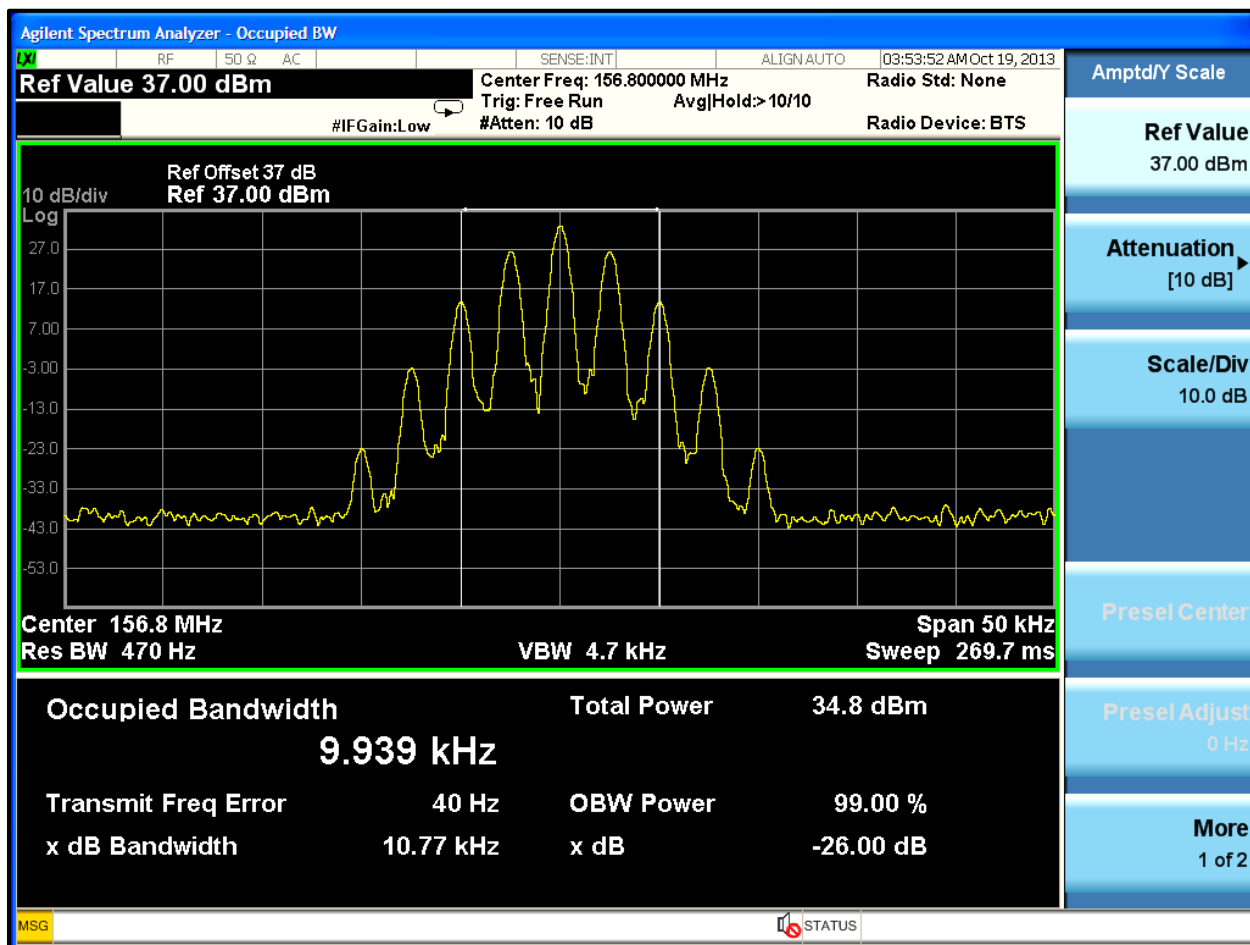 Agilent Spectrum Analyzer - Occupied BW
LXI RF 50 Ω AC SENSE:INT ALIGN AUTO 03:53:52 AM Oct 19, 2013
Ref Value 37.00 dBm
Center Freq: 156.800000 MHz Radio Std: None
Trig: Free Run Avg|Hold:>10/10
#IFGain:Low #Atten: 10 dB Radio Device: BTS
Ref Offset 37 dB
10 dB/div Ref 37.00 dBm
Log
27.0
17.0
7.00
-3.00
-13.0
-23.0
-33.0
-43.0
-53.0
Center 156.8 MHz Span 50 kHz
Res BW 470 Hz VBW 4.7 kHz Sweep 269.7 ms
Occupied Bandwidth Total Power 34.8 dBm
9.939 kHz
Transmit Freq Error 40 Hz OBW Power 99.00 %
x dB Bandwidth 10.77 kHz x dB -26.00 dB
MSG STATUS
Amptd/Y Scale
Ref Value
37.00 dBm
Attenuation
[10 dB]
Scale/Div
10.0 dB
Presel Center
Presel Adjust
0 Hz
More
1 of 2